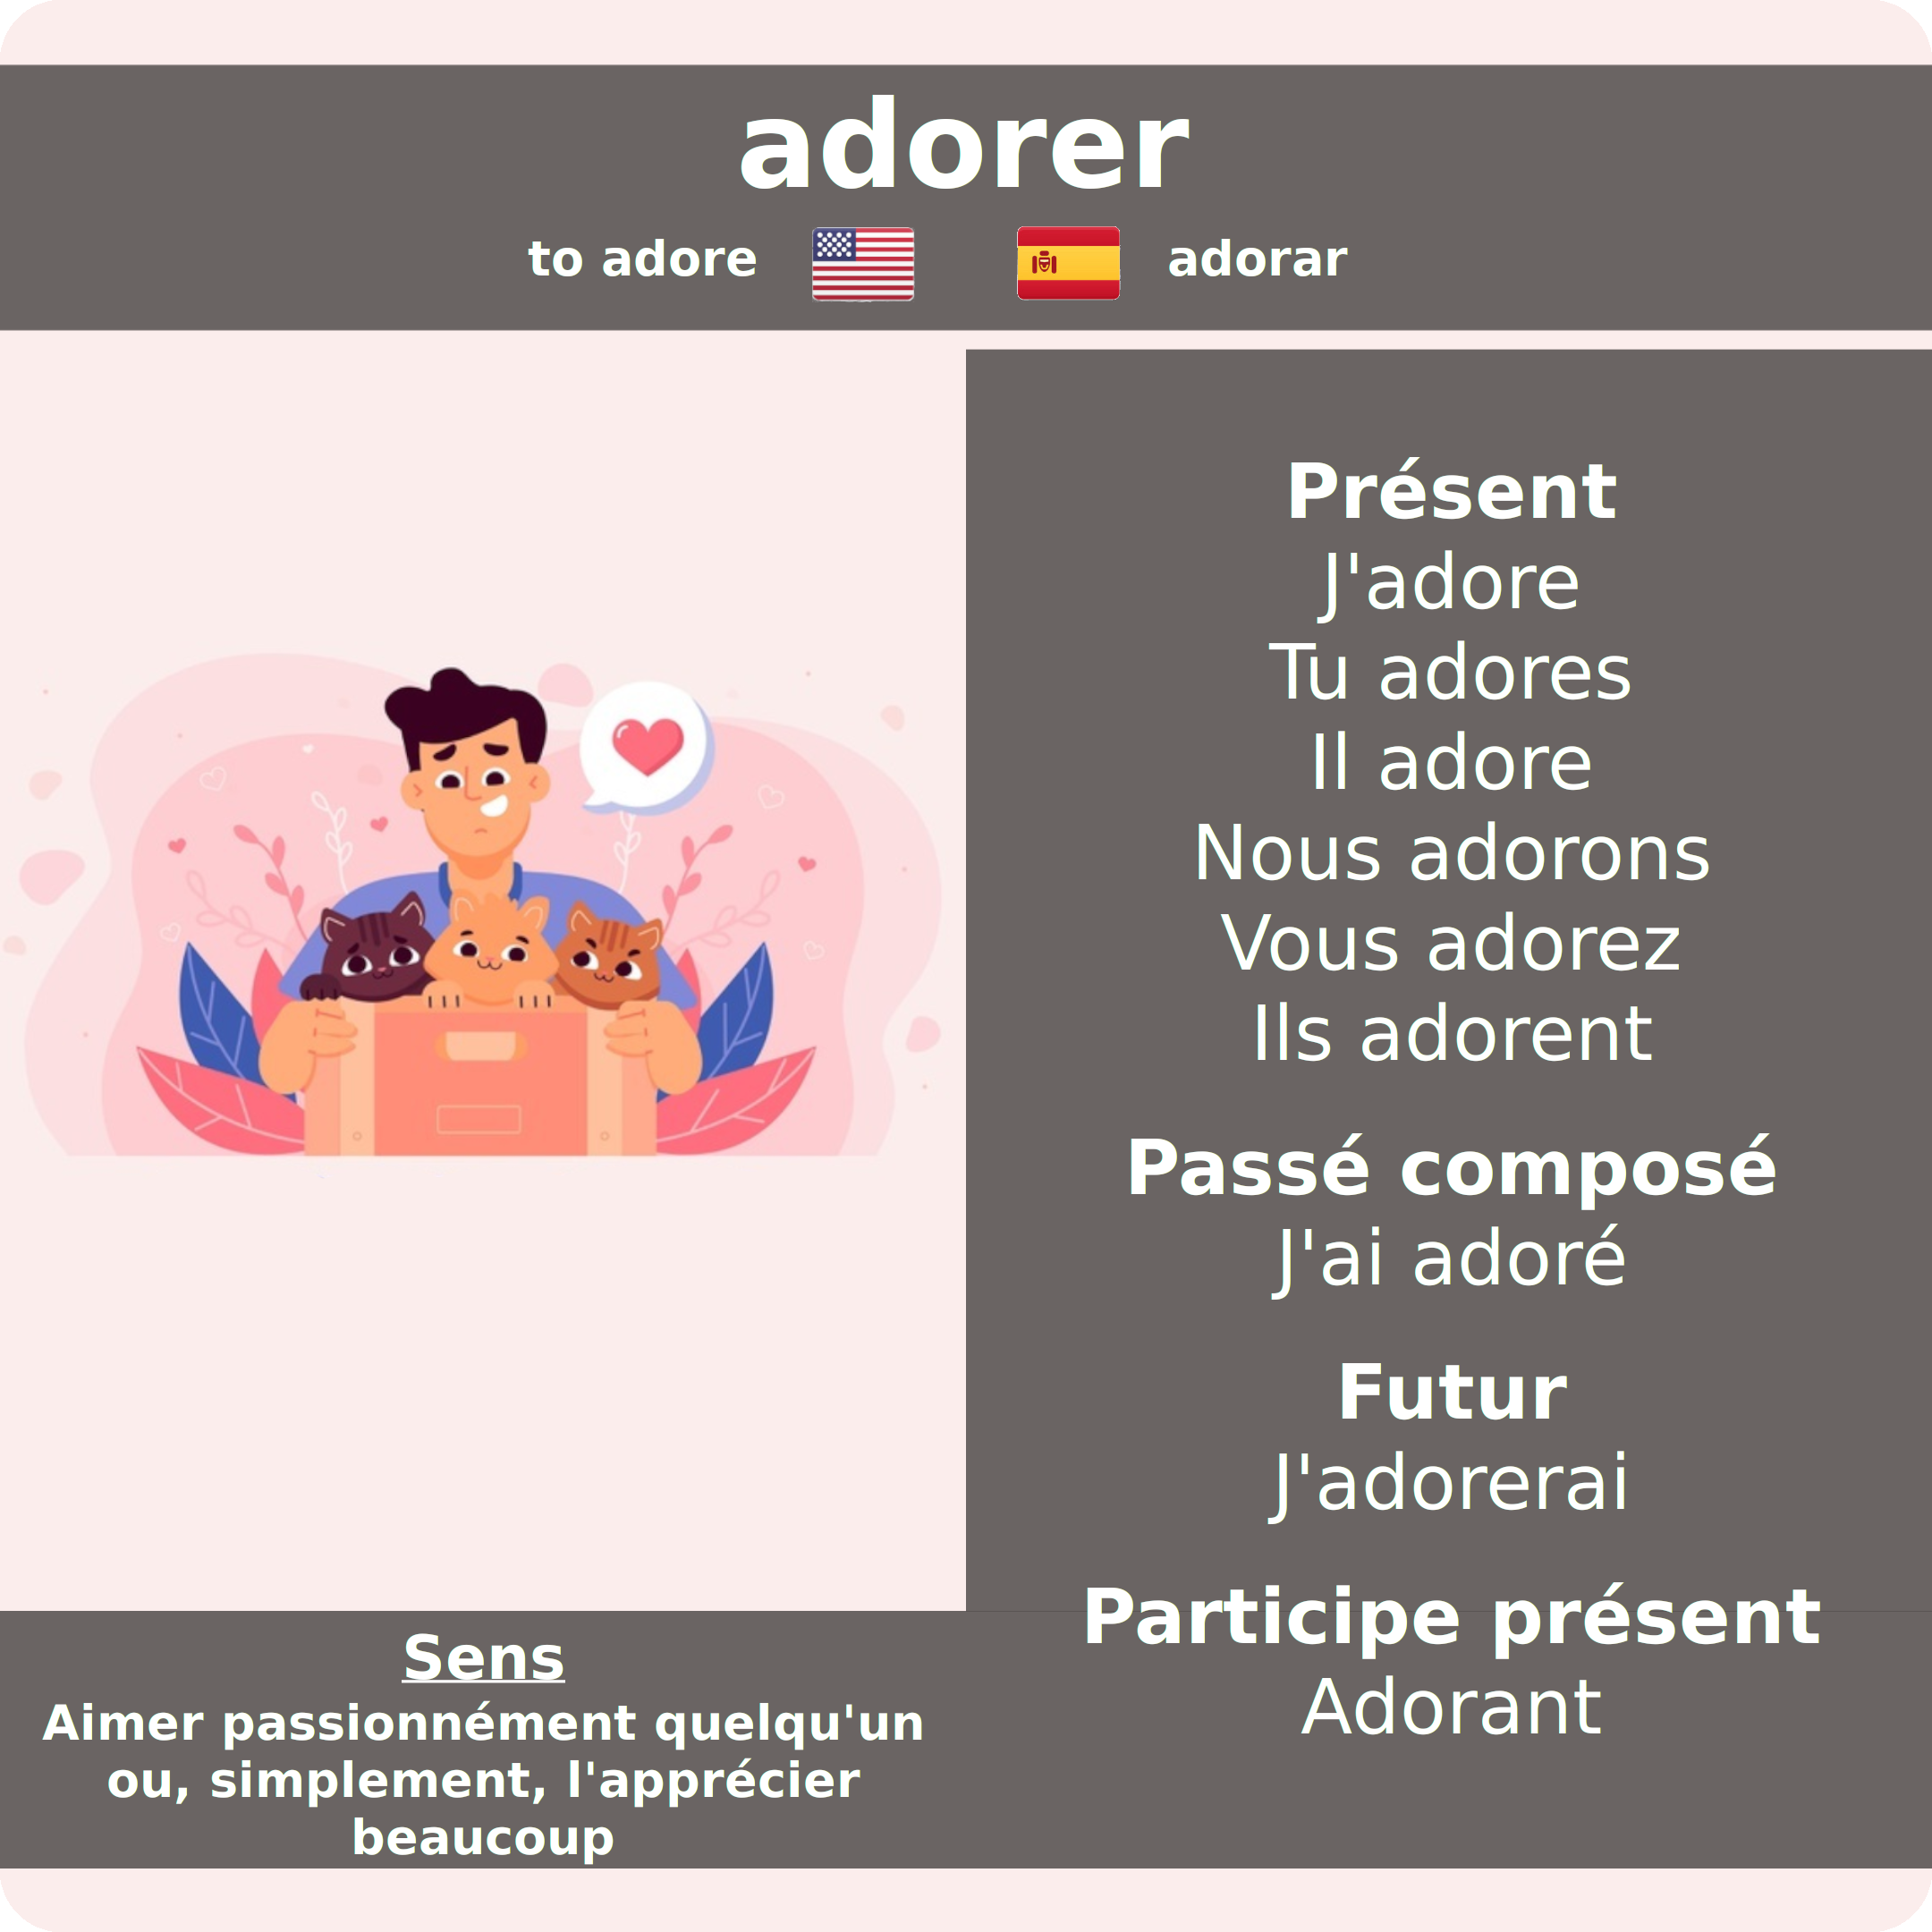 adorer
to adore
adorar
Présent
J'adore
Tu adores
Il adore
Nous adorons
Vous adorez
Ils adorent
Passé composé
J'ai adoré
Futur
J'adorerai
Participe présent
Adorant
Sens
Aimer passionnément quelqu'un
ou, simplement, l'apprécier
beaucoup